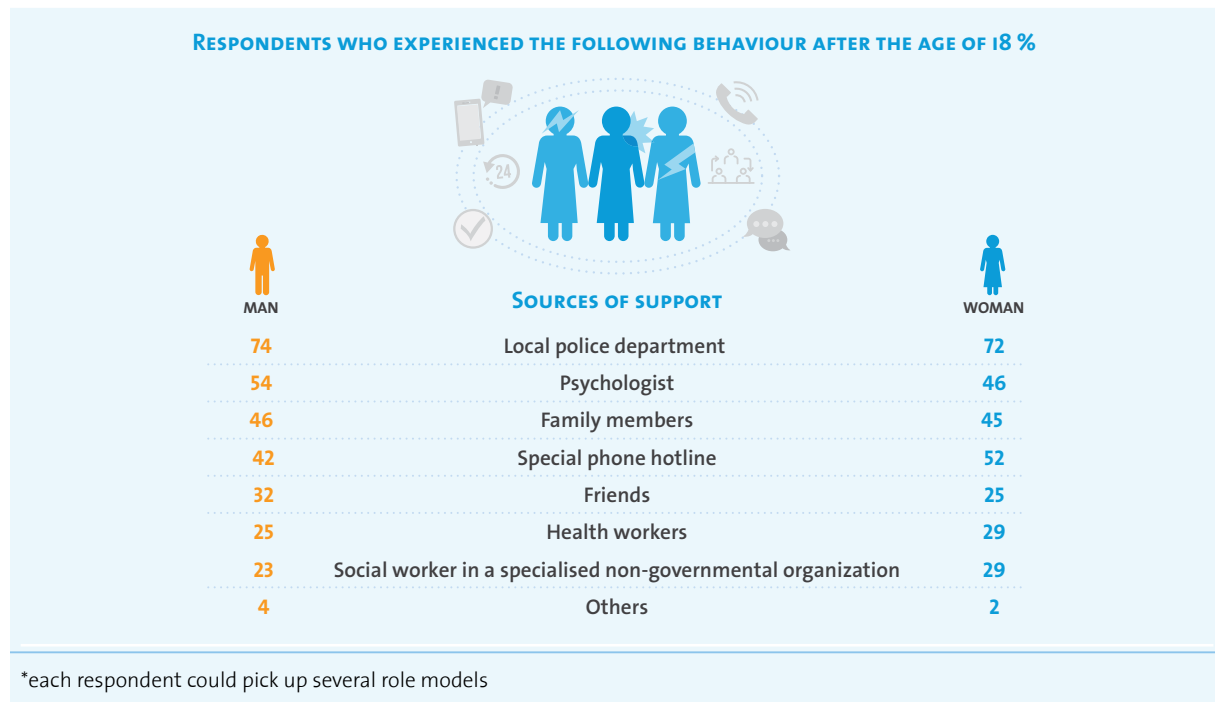 RESPONDENTS WHO EXPERIENCED THE FOLLOWING BEHAVIOUR AFTER THE AGE OF 18 %
!
24
MAN
SOURCES OF SUPPORT
WOMAN
74 Local police department 72
54 Psychologist 46
46 Family members 45
42 Special phone hotline 52
32 Friends 25
25 Health workers 29
23 Social worker in a specialised non-governmental organization 29
4 Others 2
*each respondent could pick up several role models